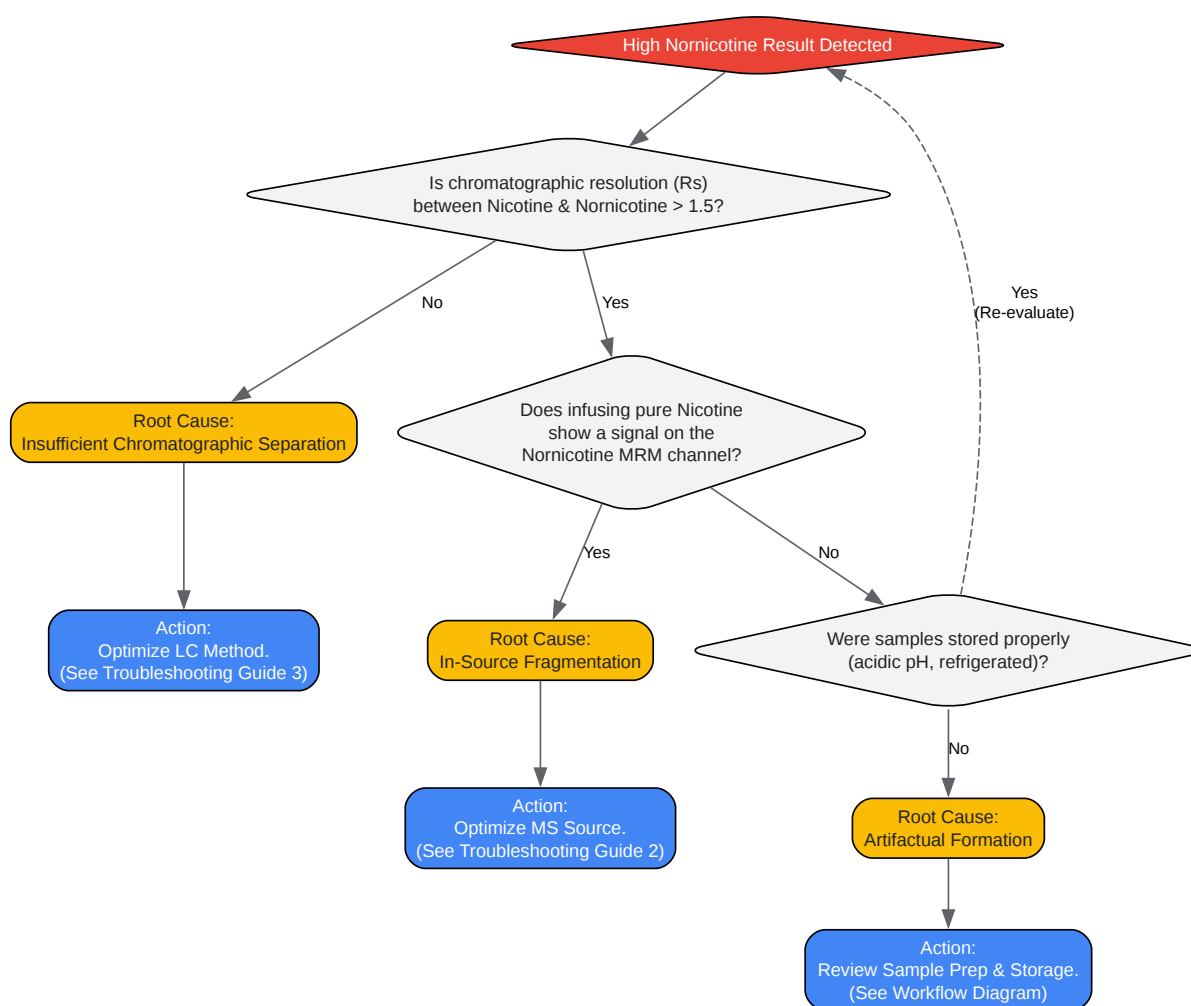 High Nornicotine Result Detected
Is chromatographic resolution (Rs)
between Nicotine & Nornicotine > 1.5?
No
Yes
Yes
(Re-evaluate)
Root Cause:
Insufficient Chromatographic Separation
Does infusing pure Nicotine
show a signal on the
Nornicotine MRM channel?
Yes
No
Action:
Optimize LC Method.
(See Troubleshooting Guide 3)
Root Cause:
In-Source Fragmentation
Were samples stored properly
(acidic pH, refrigerated)?
No
Action:
Optimize MS Source.
(See Troubleshooting Guide 2)
Root Cause:
Artifactual Formation
Action:
Review Sample Prep & Storage.
(See Workflow Diagram)